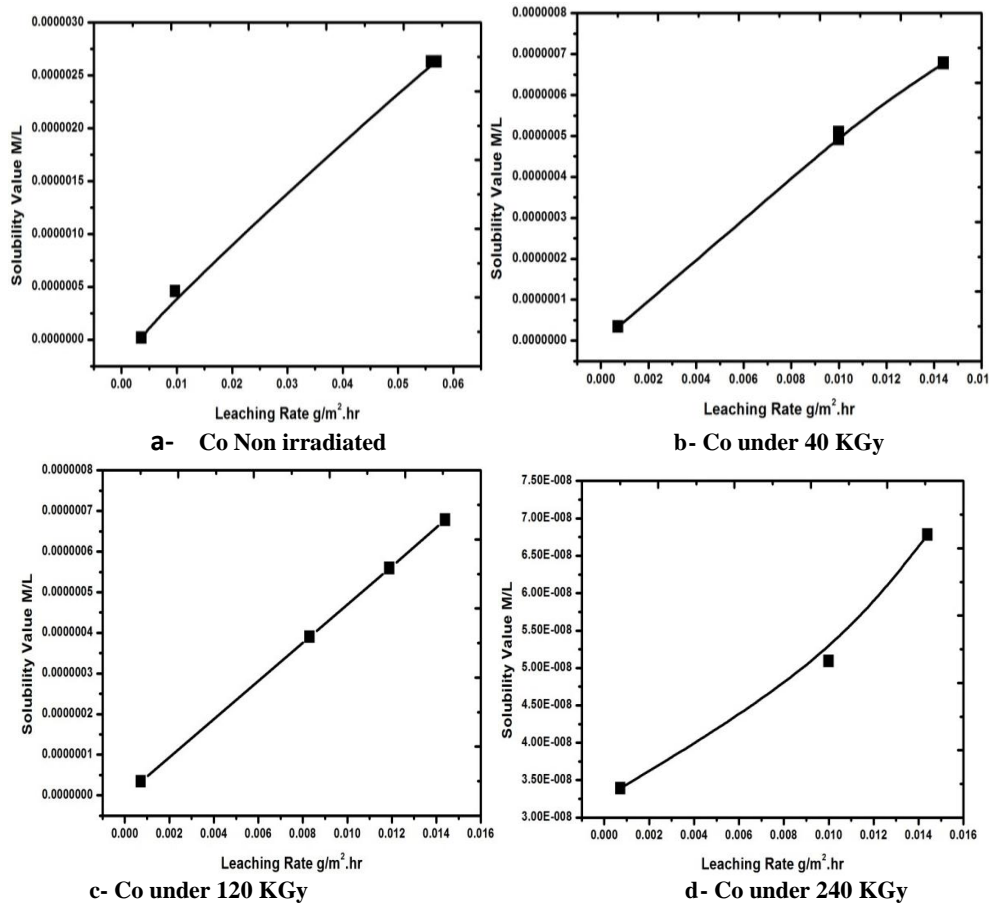 Solubility Value M/L
0.0000030
0.0000025
0.0000020
0.0000015
0.0000010
0.0000005
0.0000000
0.00 0.01 0.02 0.03 0.04 0.05 0.06
Leaching Rate g/m².hr
a- Co Non irradiated
Solubility Value M/L
0.0000008
0.0000007
0.0000006
0.0000005
0.0000004
0.0000003
0.0000002
0.0000001
0.0000000
0.000 0.002 0.004 0.006 0.008 0.010 0.012 0.014 0.01
Leaching Rate g/m².hr
b- Co under 40 KGy
Solubility Value M/L
0.0000008
0.0000007
0.0000006
0.0000005
0.0000004
0.0000003
0.0000002
0.0000001
0.0000000
0.000 0.002 0.004 0.006 0.008 0.010 0.012 0.014 0.016
Leaching Rate g/m².hr
c- Co under 120 KGy
Solubility Value M/L
7.50E-008
7.00E-008
6.50E-008
6.00E-008
5.50E-008
5.00E-008
4.50E-008
4.00E-008
3.50E-008
3.00E-008
0.000 0.002 0.004 0.006 0.008 0.010 0.012 0.014 0.016
Leaching Rate g/m².hr
d- Co under 240 KGy